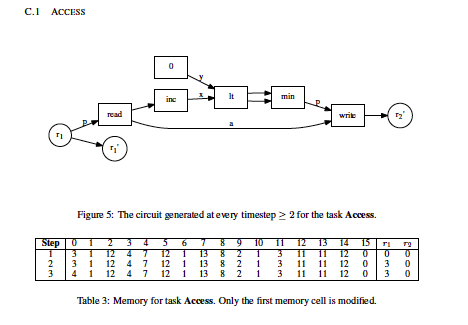 C.1 ACCESS
0
y
inc
x
lt
min
p
read
p
a
write
r2'
r1
r1'
Figure 5: The circuit generated at every timestep ≥ 2 for the task Access.
Step 0 1 2 3 4 5 6 7 8 9 10 11 12 13 14 15 r1 r2
1 3 1 12 4 7 12 1 13 8 2 1 3 11 11 12 0 0 0
2 3 1 12 4 7 12 1 13 8 2 1 3 11 11 12 0 3 0
3 4 1 12 4 7 12 1 13 8 2 1 3 11 11 12 0 3 0
Table 3: Memory for task Access. Only the first memory cell is modified.